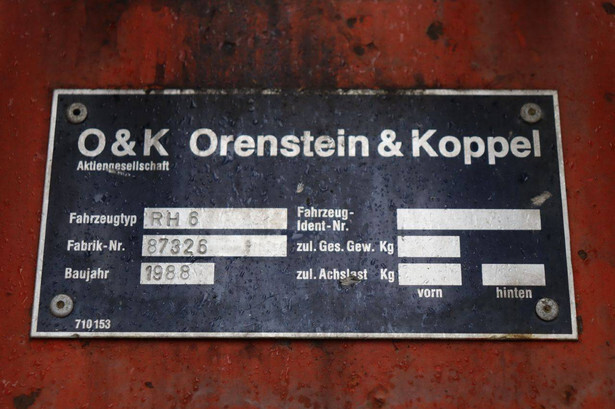 O&K Orenstein & Koppel
Aktiengesellschaft
Fahrzeugtyp RH 6
Fabrik-Nr. 87326
Baujahr 1988
Fahrzeug-
Ident-Nr.
zul. Ges. Gew. Kg
zul. Achslast Kg
vorn hinten
710153